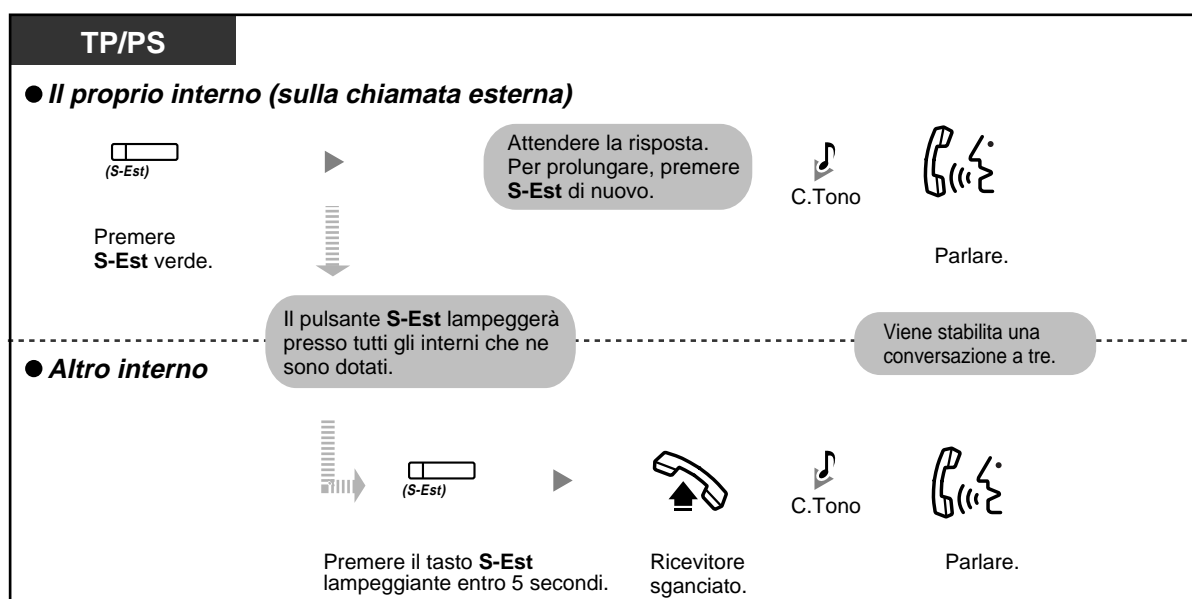 TP/PS
Il proprio interno (sulla chiamata esterna)
(S-Est)
Premere
S-Est verde.
Attendere la risposta.
Per prolungare, premere
S-Est di nuovo.
C.Tono
Parlare.
Il pulsante S-Est lampeggerà
presso tutti gli interni che ne
sono dotati.
Viene stabilita una
conversazione a tre.
Altro interno
(S-Est)
Premere il tasto S-Est
lampeggiante entro 5 secondi.
Ricevitore
sganciato.
C.Tono
Parlare.